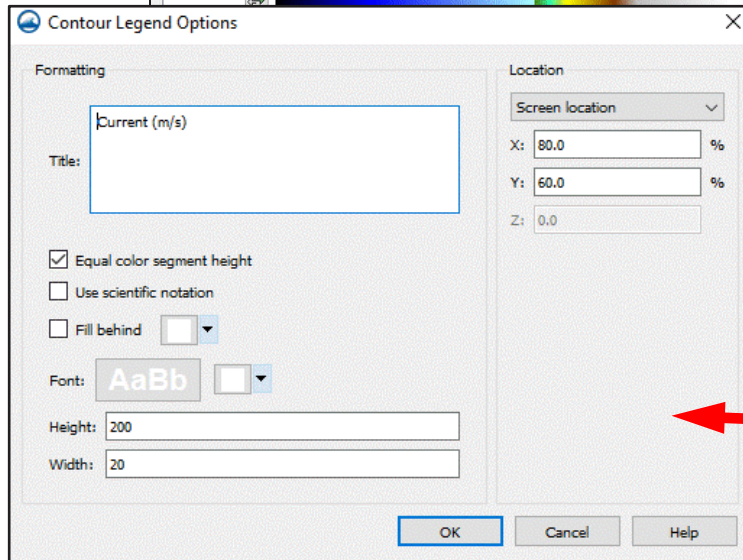 Contour Legend Options
Formatting
Title:
Current (m/s)
Equal color segment height
Use scientific notation
Fill behind
Font: AaBb
Height: 200
Width: 20
Location
Screen location
X: 80.0 %
Y: 60.0 %
Z: 0.0
OK Cancel Help